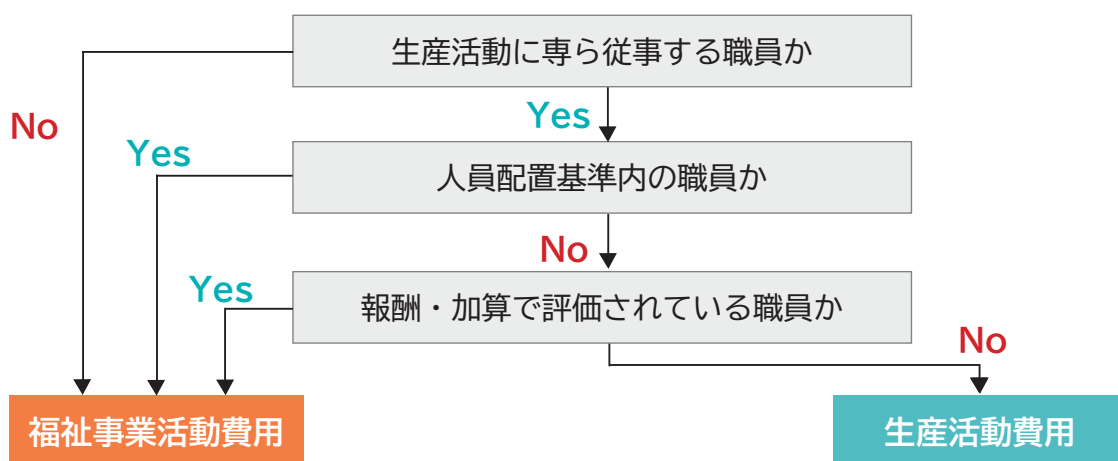 生産活動に専ら従事する職員か
No
Yes
Yes
人員配置基準内の職員か
No
Yes
報酬・加算で評価されている職員か
No
福祉事業活動費用
生産活動費用